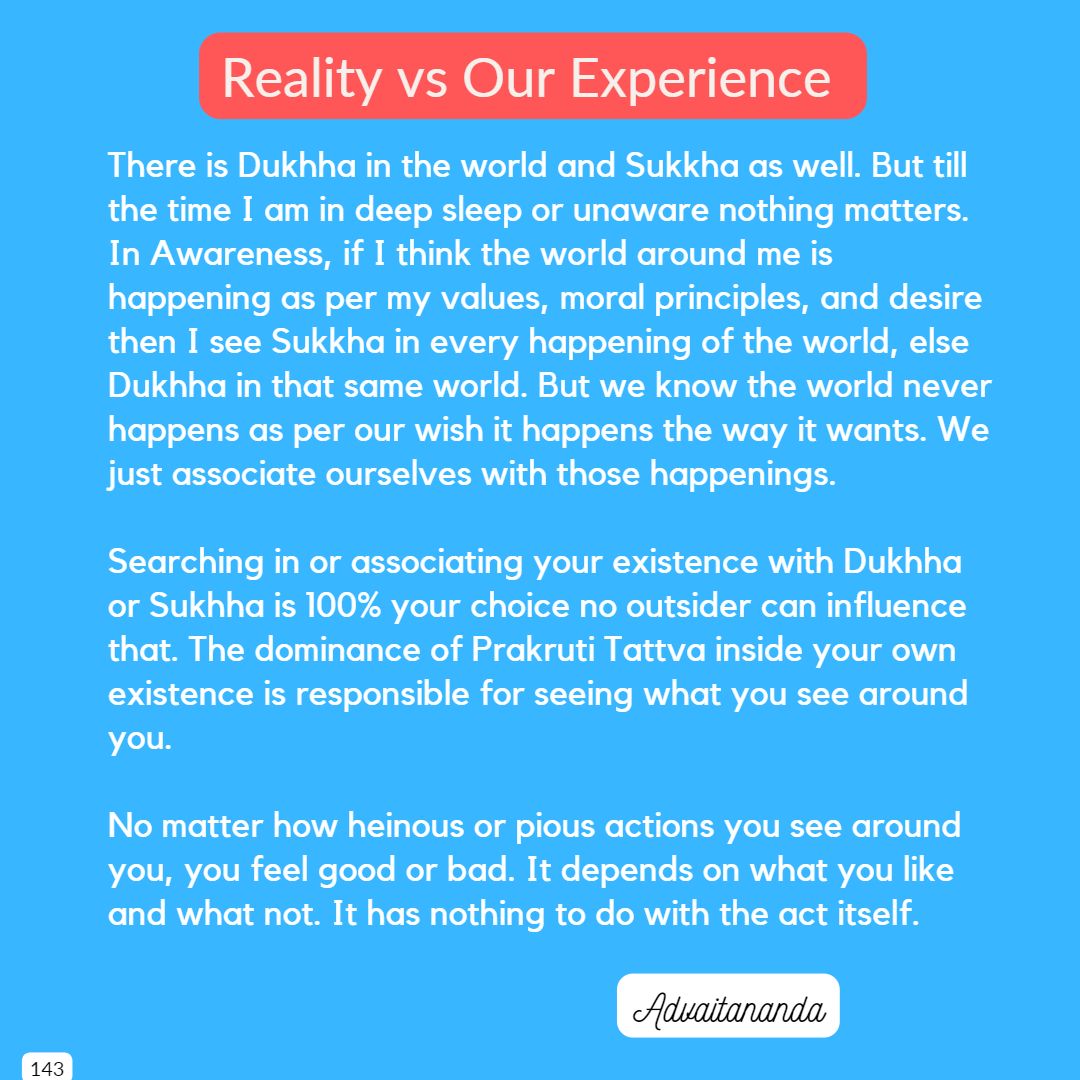 Reality vs Our Experience
There is Dukhha in the world and Sukkha as well. But till
the time I am in deep sleep or unaware nothing matters.
In Awareness, if I think the world around me is
happening as per my values, moral principles, and desire
then I see Sukkha in every happening of the world, else
Dukhha in that same world. But we know the world never
happens as per our wish it happens the way it wants. We
just associate ourselves with those happenings.
Searching in or associating your existence with Dukhha
or Sukhha is 100% your choice no outsider can influence
that. The dominance of Prakruti Tattva inside your own
existence is responsible for seeing what you see around
you.
No matter how heinous or pious actions you see around
you, you feel good or bad. It depends on what you like
and what not. It has nothing to do with the act itself.
Advaitananda
143